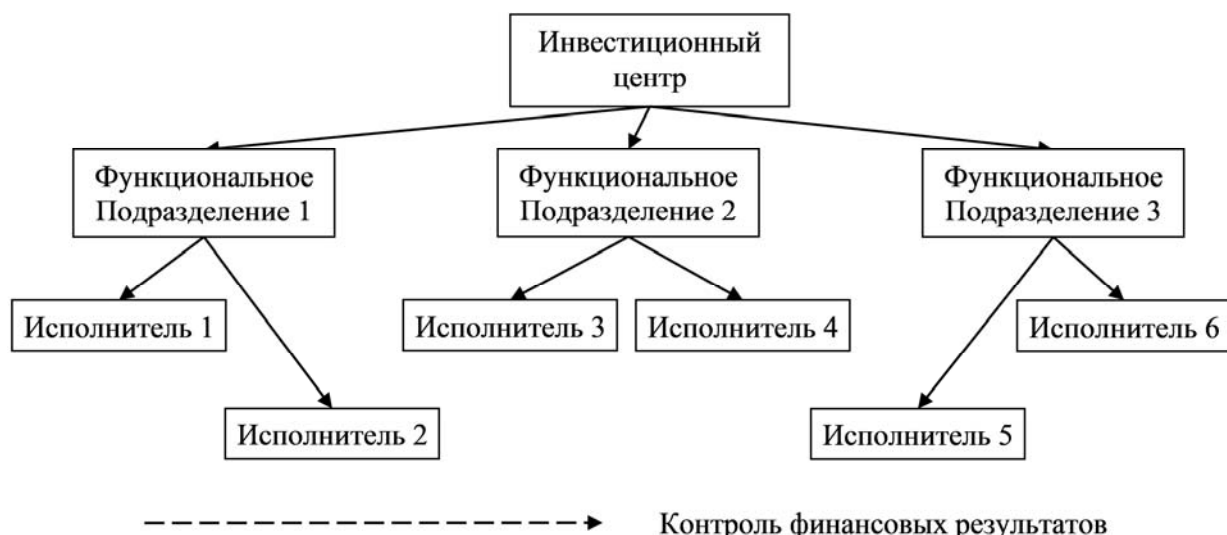 Инвестиционный
центр
Функциональное
Подразделение 1
Функциональное
Подразделение 2
Функциональное
Подразделение 3
Исполнитель 1
Исполнитель 3
Исполнитель 4
Исполнитель 6
Исполнитель 2
Исполнитель 5
Контроль финансовых результатов